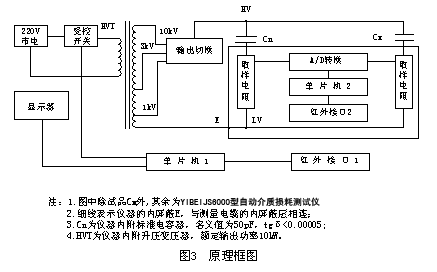 HV
220V
市电
受控
开关
HVT
10kV
3kV
1kV
输出切换
Cn
Cx
取样电阻
A/D转换
单片机2
红外接口2
取样电阻
E
LV
显示器
单片机1
红外接口1
注：1.图中除试品Cx外,其余为YIBEIJS6000型自动介质损耗测试仪
2.细线表示仪器的内屏蔽E，与测量电缆的内屏蔽层相连;
3.Cn为仪器内附标准电容器，名义值为50pF，tgδ<0.00005;
4.HVT为仪器内附升压变压器，额定输出功率10kW.
图3 原理框图